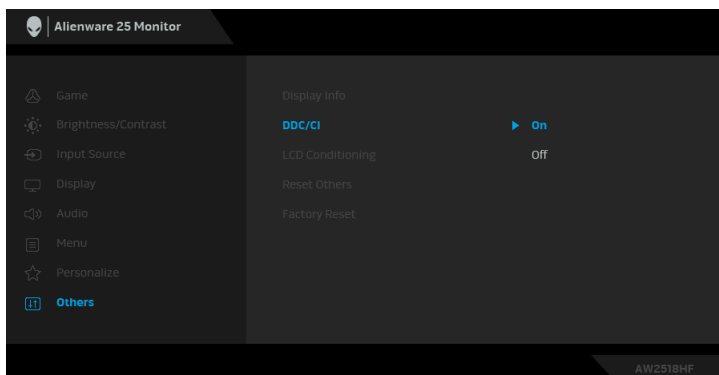 Alienware 25 Monitor
Game
Display Info
Brightness/Contrast
DDC/CI
On
Input Source
LCD Conditioning
Off
Display
Reset Others
Audio
Factory Reset
Menu
Personalize
Others
AW2518HF